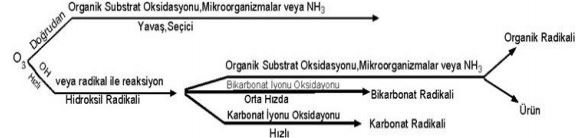 Organik Substrat Oksidasyonu,Mikroorganizmalar veya NH3
Doğrudan
Yavaş,Seçici
O3
OH
Hızlı
veya radikal ile reaksiyon
Hidroksil Radikali
Organik Substrat Oksidasyonu,Mikroorganizmalar veya NH3
Organik Radikali
Ürün
Bikarbonat İyonu Oksidayonu
Orta Hızda
Bikarbonat Radikali
Karbonat İyonu Oksidayonu
Hızlı
Karbonat Radikali